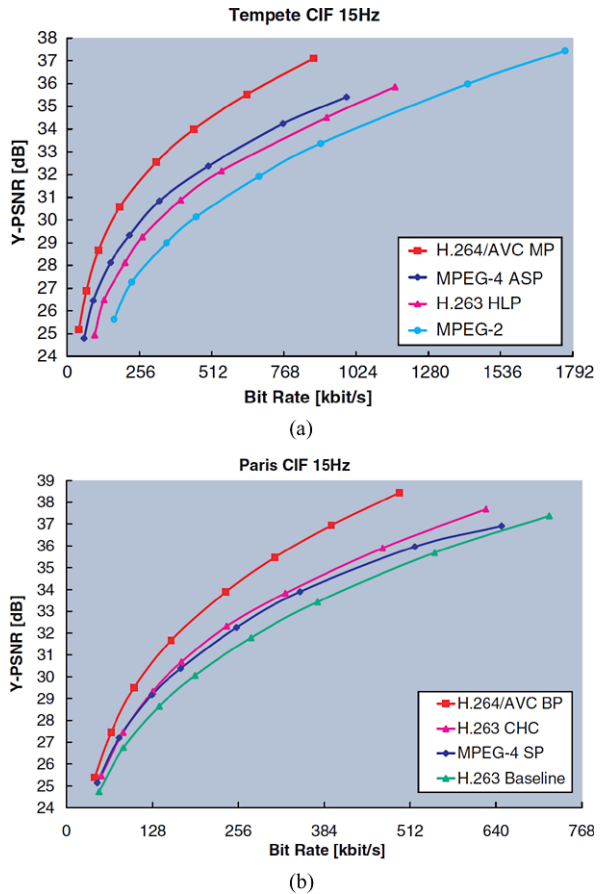 Tempete CIF 15Hz
Y-PSNR [dB]
38
37
36
35
34
33
32
31
30
29
28
27
26
25
24
0 256 512 768 1024 1280 1536 1792
Bit Rate [kbit/s]
H.264/AVC MP
MPEG-4 ASP
H.263 HLP
MPEG-2
(a)
Paris CIF 15Hz
Y-PSNR [dB]
39
38
37
36
35
34
33
32
31
30
29
28
27
26
25
24
0 128 256 384 512 640 768
Bit Rate [kbit/s]
H.264/AVC BP
H.263 CHC
MPEG-4 SP
H.263 Baseline
(b)